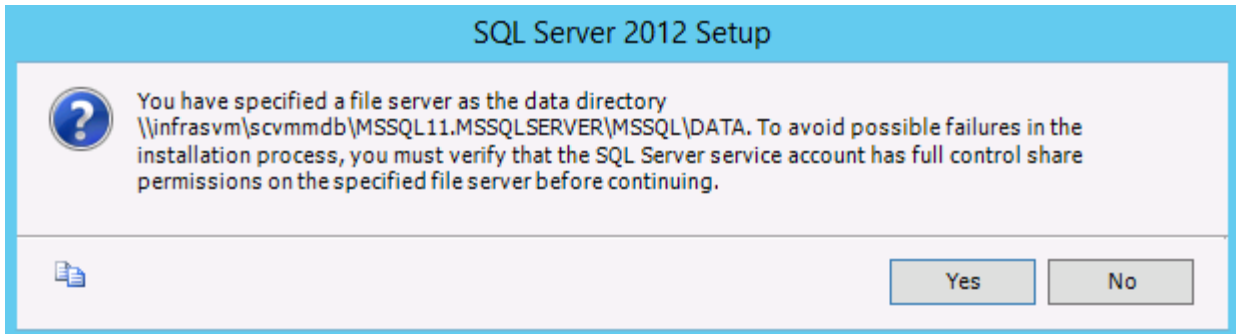 SQL Server 2012 Setup
You have specified a file server as the data directory
\\infrasvm\scvmmdb\MSSQL11.MSSQLSERVER\MSSQL\DATA. To avoid possible failures in the
installation process, you must verify that the SQL Server service account has full control share
permissions on the specified file server before continuing.
Yes No